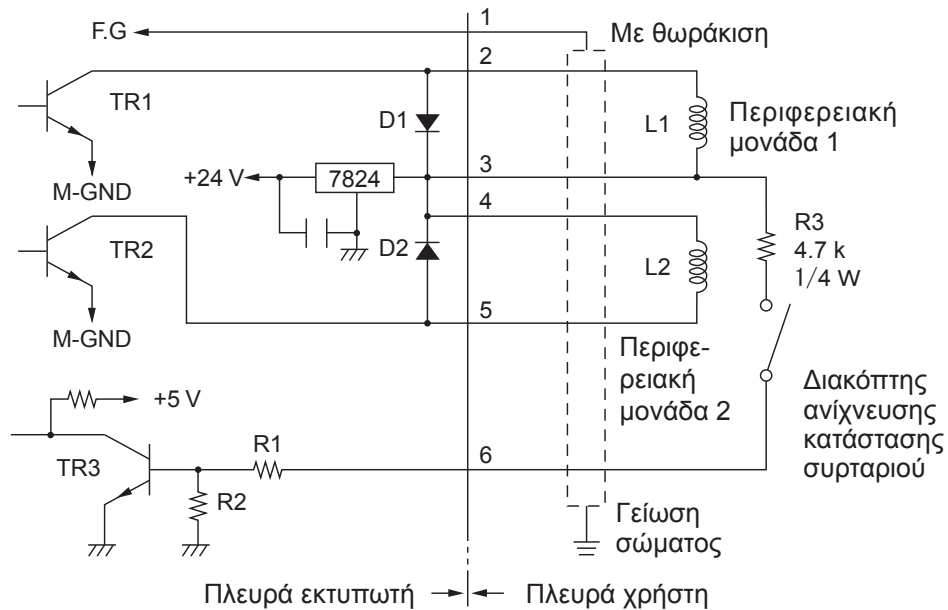 1
F.G
Με θωράκιση
2
TR1
D1
L1
Περιφερειακή
μονάδα 1
M-GND
+24 V
7824
3
4
R3
4.7 k
1/4 W
TR2
D2
L2
M-GND
5
Περιφε-
ρειακή
μονάδα 2
Διακόπτης
ανίχνευσης
κατάστασης
συρταριού
+5 V
TR3
R1
6
R2
Γείωση
σώματος
Πλευρά εκτυπωτή
Πλευρά χρήστη